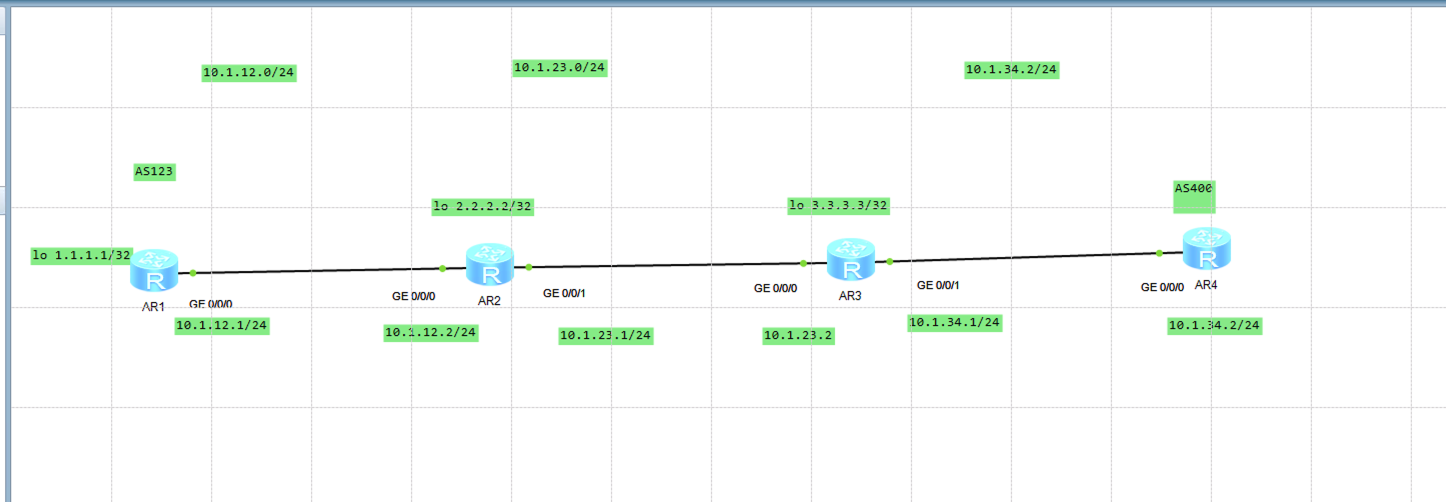 10.1.12.0/24
10.1.23.0/24
10.1.34.2/24
AS123
AS400
lo 2.2.2.2/32
lo 3.3.3.3/32
lo 1.1.1.1/32
R
R
R
R
AR1
AR2
AR3
AR4
GE 0/0/0
GE 0/0/0
GE 0/0/1
GE 0/0/0
GE 0/0/1
GE 0/0/0
10.1.12.1/24
10.1.12.2/24
10.1.23.1/24
10.1.23.2
10.1.34.1/24
10.1.34.2/24